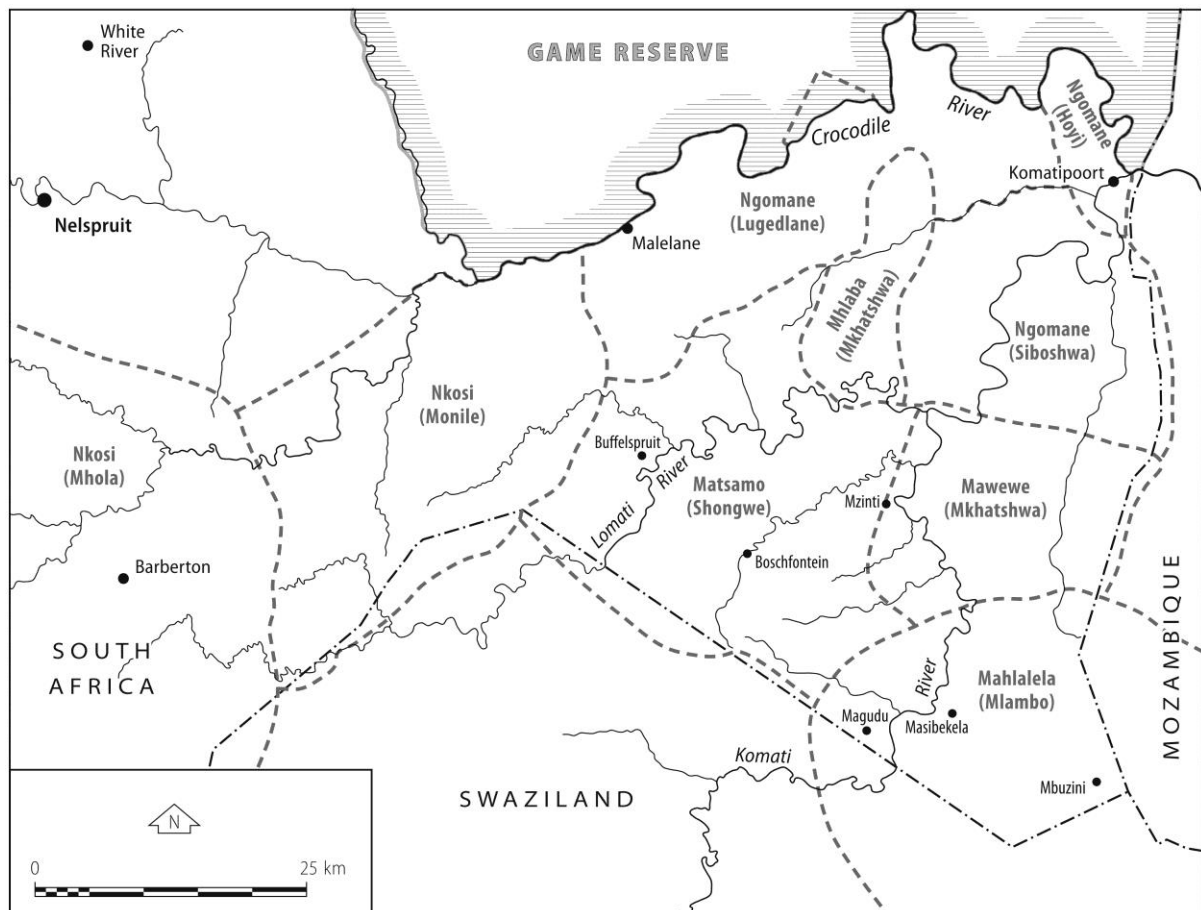 White
River
GAME RESERVE
Ngomane
(Hoyi)
River
Crocodile
Komatipoort
Nelspruit
Ngomane
(Lugedlane)
Malelane
Mhlaba
(Mkhatshwa)
Ngomane
(Siboshwa)
Nkosi
(Monile)
Buffelspruit
River
Nkosi
(Mhola)
Matsamo
(Shongwe)
Mawewe
(Mkhatshwa)
Mzinti
Lomati
Boschfontein
Barberton
SOUTH
AFRICA
MOZAMBIQUE
River
Mahlalela
(Mlambo)
Magudu
Masibekela
Komati
Mbuzini
SWAZILAND
N
0 25 km